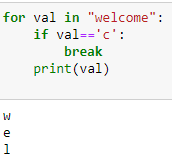 for val in "welcome":
    if val=='c':
        break
    print(val)
w
e
l